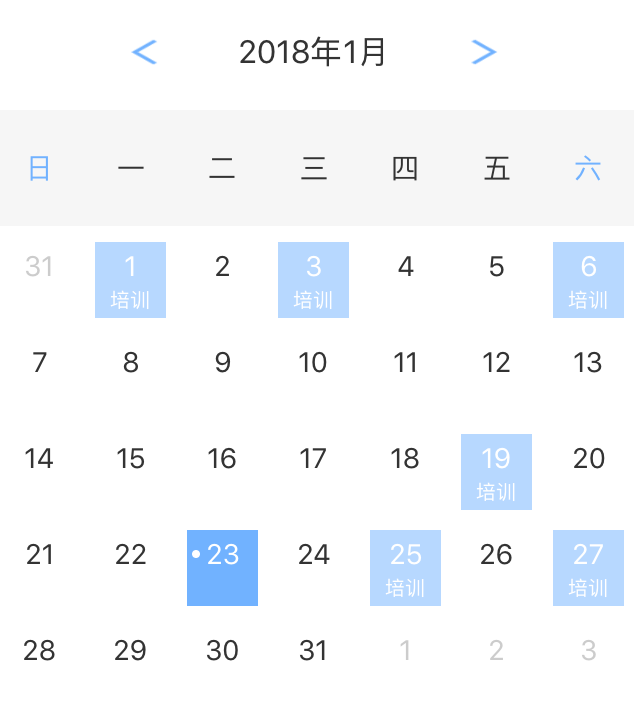 < 2018年1月 >
日 一 二 三 四 五 六
31 1 2 3 4 5 6
培训 培训 培训
7 8 9 10 11 12 13
14 15 16 17 18 19 20
培训
21 22 23 24 25 26 27
培训 培训
28 29 30 31 1 2 3